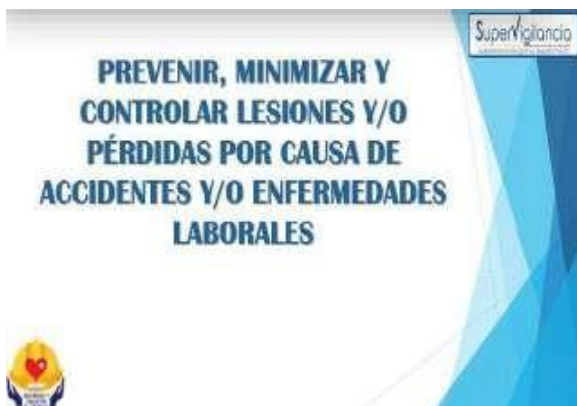 SuperVigilancia
PREVENIR, MINIMIZAR Y
CONTROLAR LESIONES Y/O
PÉRDIDAS POR CAUSA DE
ACCIDENTES Y/O ENFERMEDADES
LABORALES